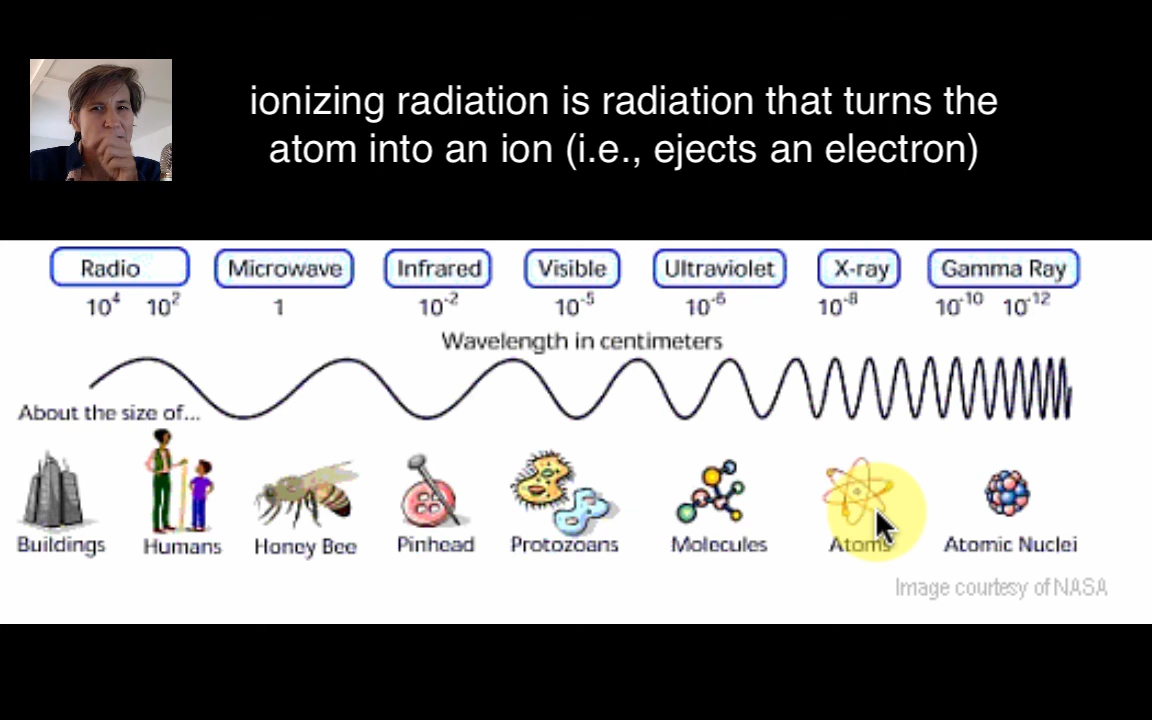 ionizing radiation is radiation that turns the
atom into an ion (i.e., ejects an electron)
Radio Microwave Infrared Visible Ultraviolet X-ray Gamma Ray
10⁴ 10² 1 10⁻² 10⁻⁵ 10⁻⁶ 10⁻⁸ 10⁻¹⁰ 10⁻¹²
Wavelength in centimeters
About the size of...
Buildings Humans Honey Bee Pinhead Protozoans Molecules Atoms Atomic Nuclei
Image courtesy of NASA